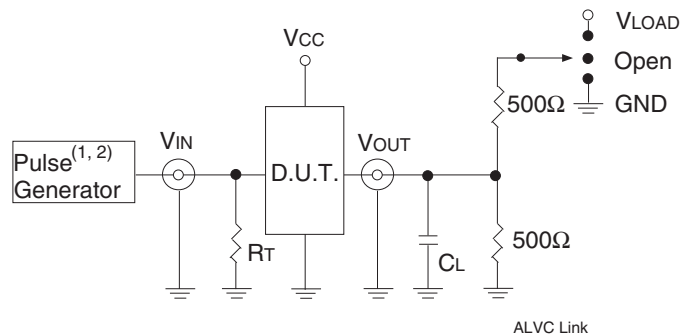 VLOAD
VCC
Open
500Ω
GND
VIN
VOUT
Pulse(1, 2)
Generator
D.U.T.
RT
CL
500Ω
ALVC Link